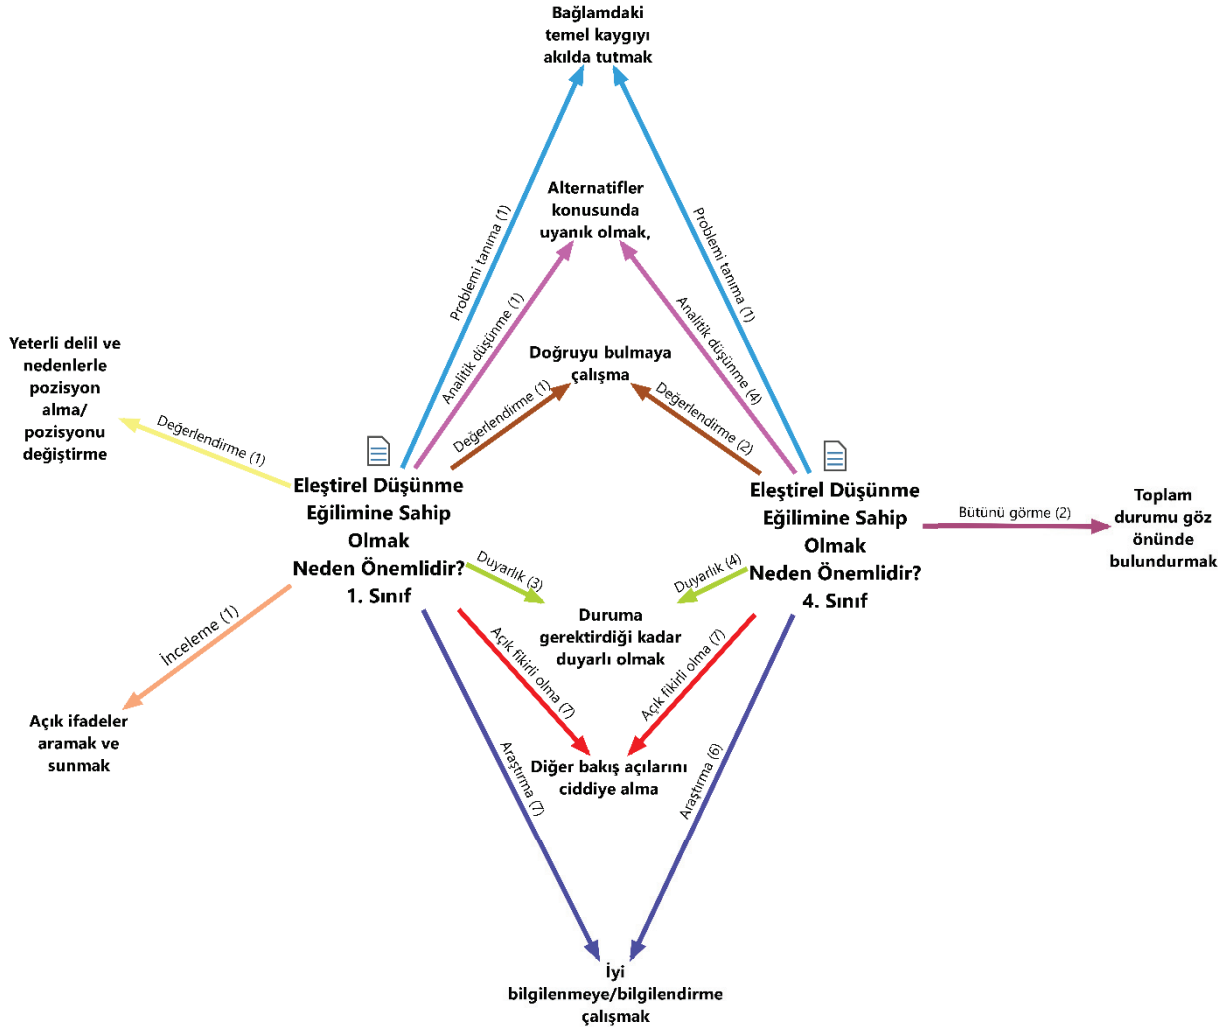 Bağlamdaki
temel kaygıyı
akılda tutmak
Problemi tanıma (1)
Problemi tanıma (1)
Alternatifler
konusunda
uyanık olmak,
Analitik düşünme (1)
Analitik düşünme (4)
Doğruyu bulmaya
çalışma
Değerlendirme (1)
Değerlendirme (2)
Yeterli delil ve
nedenlerle
pozisyon
alma/
pozisyonu
değiştirme
Değerlendirme (1)
Eleştirel Düşünme
Eğilimine Sahip
Olmak
Neden Önemlidir?
1. Sınıf
Eleştirel Düşünme
Eğilimine Sahip
Olmak
Neden Önemlidir?
4. Sınıf
Bütünü görme (2)
Toplam
durumu göz
önünde
bulundurmak
Duyarlık (3)
Duyarlık (4)
Duruma
gerektirdiği kadar
duyarlı olmak
İnceleme (1)
Açık ifadeler
aramak ve
sunmak
Açık fikirli olma (7)
Açık fikirli olma (7)
Diğer bakış açılarını
ciddiye alma
Araştırma (7)
Araştırma (6)
İyi
bilgilenmeye/bilgilendirme
çalışmak